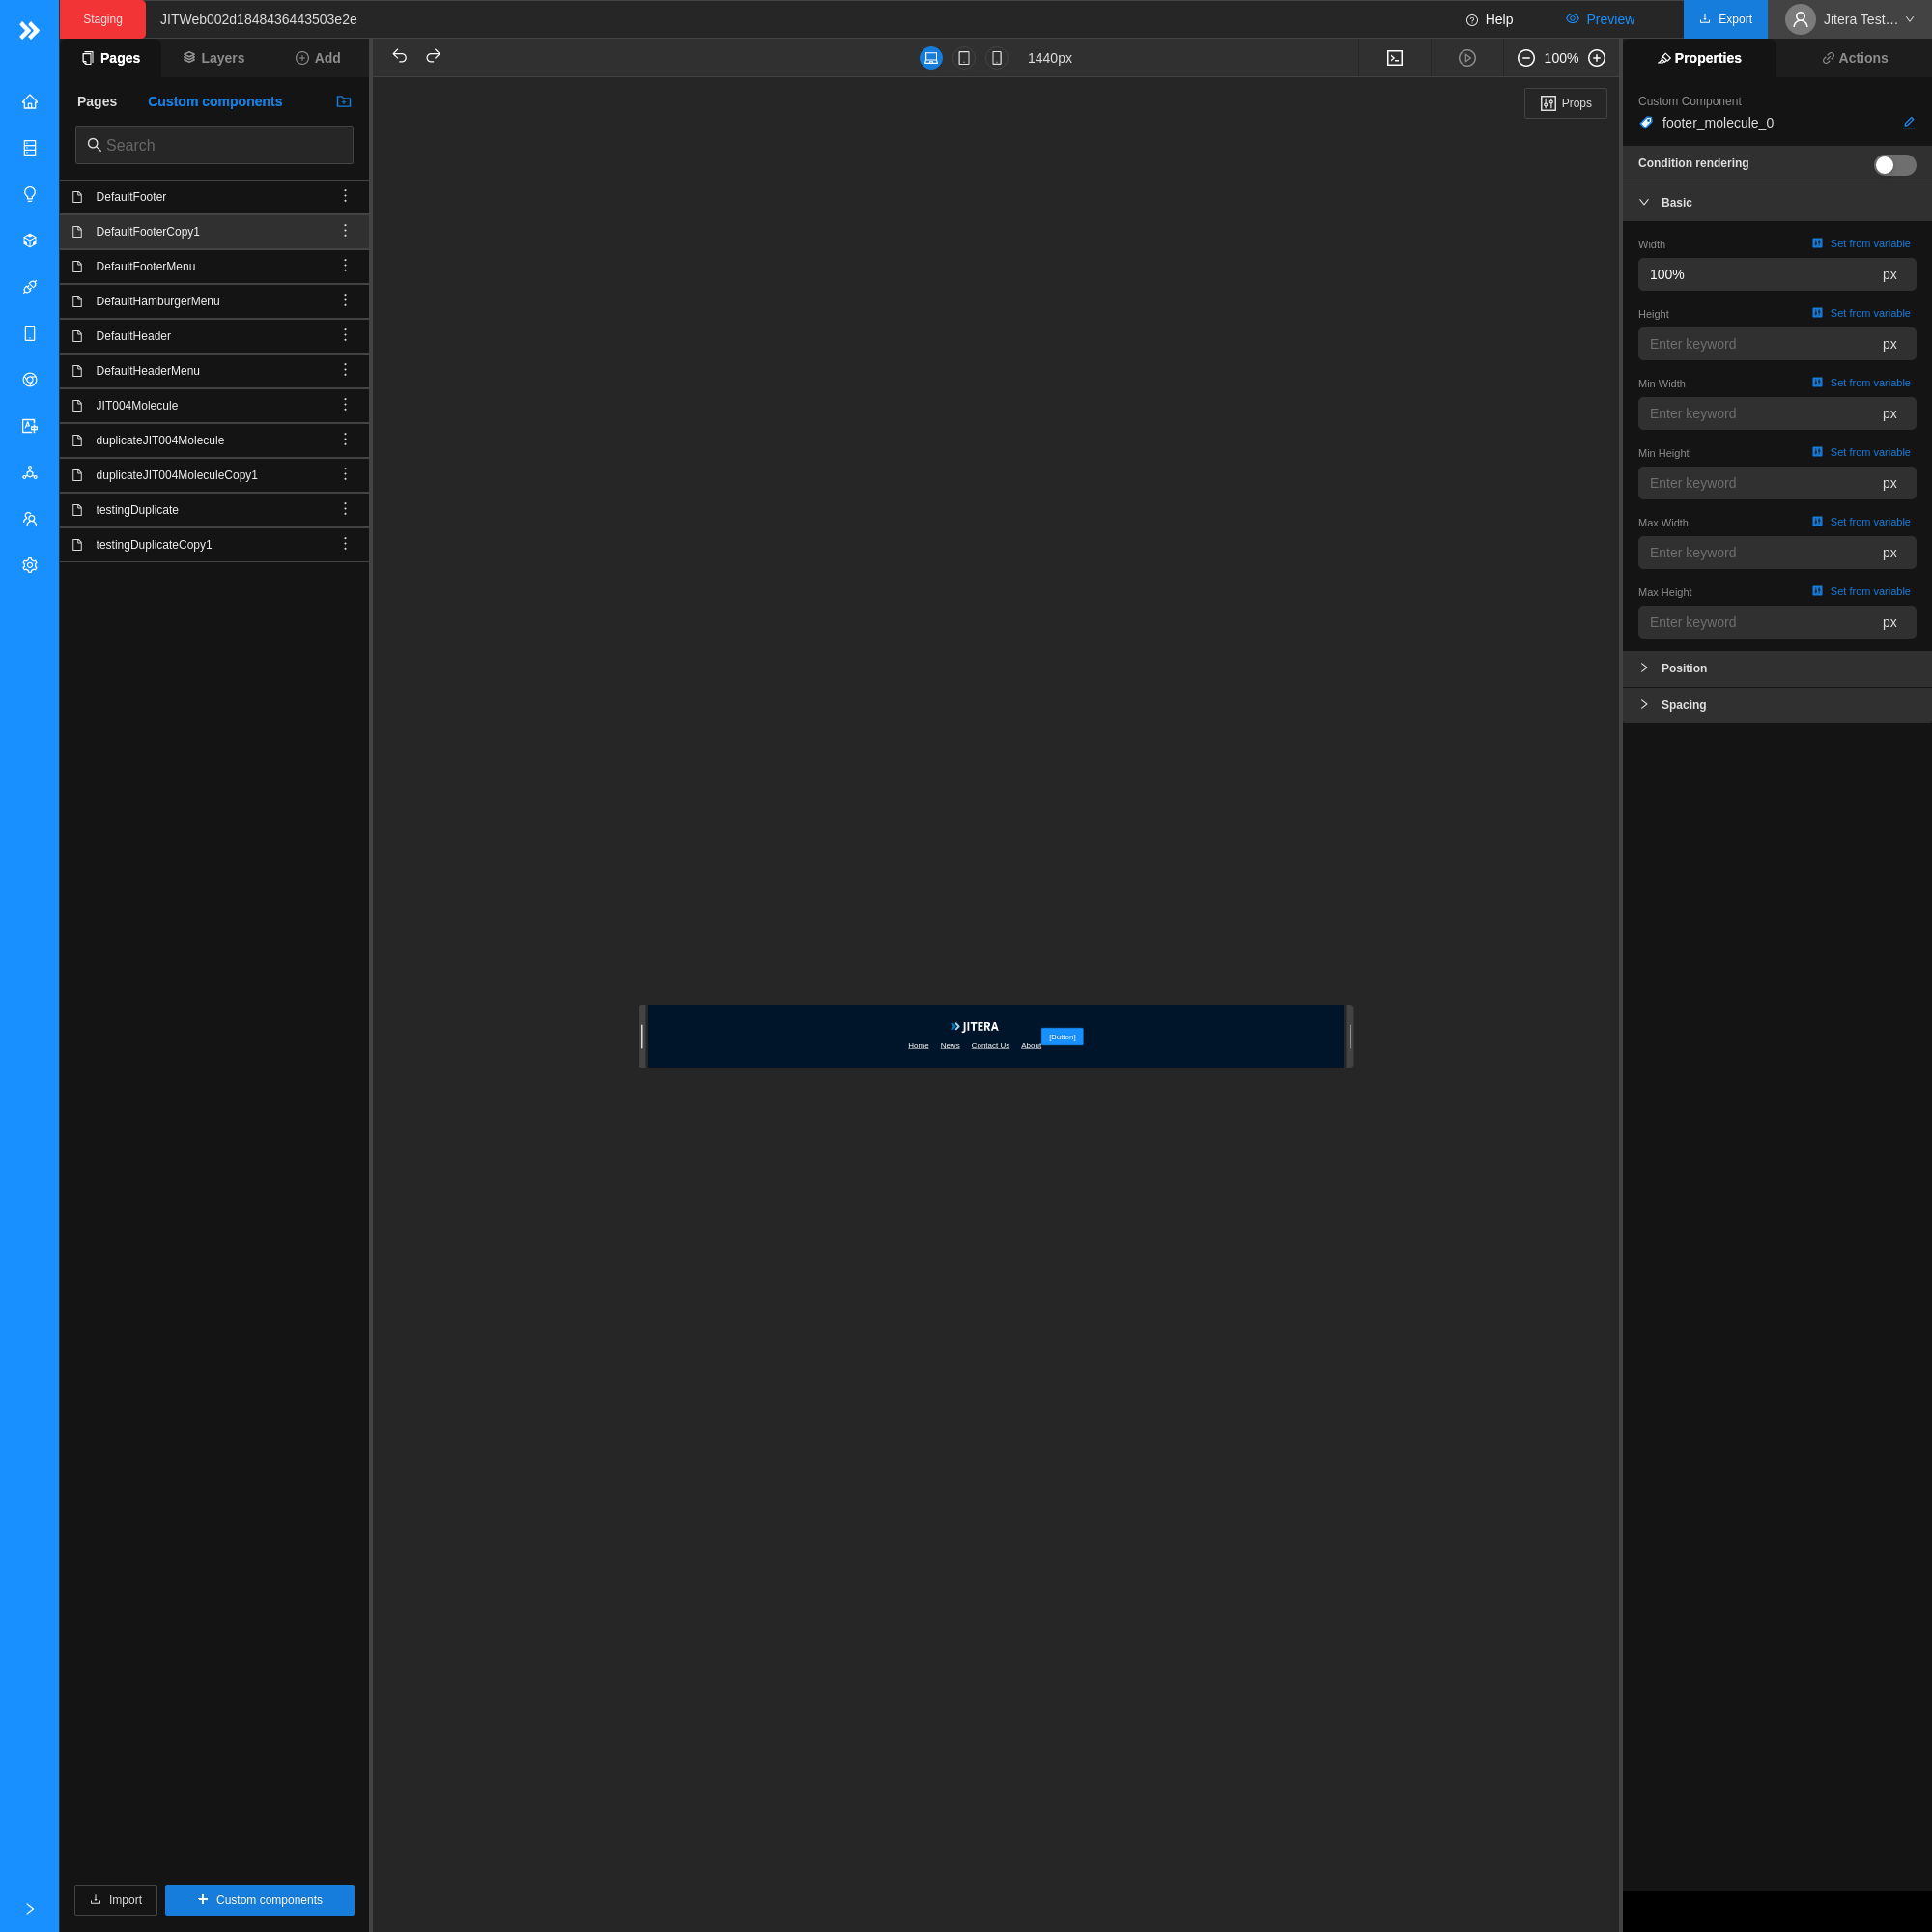 Staging
JITWeb002d1848436443503e2e
Help
Preview
Export
Jitera Test...
Pages
Layers
Add
1440px
100%
Properties
Actions
Pages
Custom components
Search
DefaultFooter
DefaultFooterCopy1
DefaultFooterMenu
DefaultHamburgerMenu
DefaultHeader
DefaultHeaderMenu
JIT004Molecule
duplicateJIT004Molecule
duplicateJIT004MoleculeCopy1
testingDuplicate
testingDuplicateCopy1
Import
Custom components
Props
JITERA
Home News Contact Us About
[Button]
Custom Component
footer_molecule_0
Condition rendering
Basic
Width Set from variable
100% px
Height Set from variable
Enter keyword px
Min Width Set from variable
Enter keyword px
Min Height Set from variable
Enter keyword px
Max Width Set from variable
Enter keyword px
Max Height Set from variable
Enter keyword px
Position
Spacing